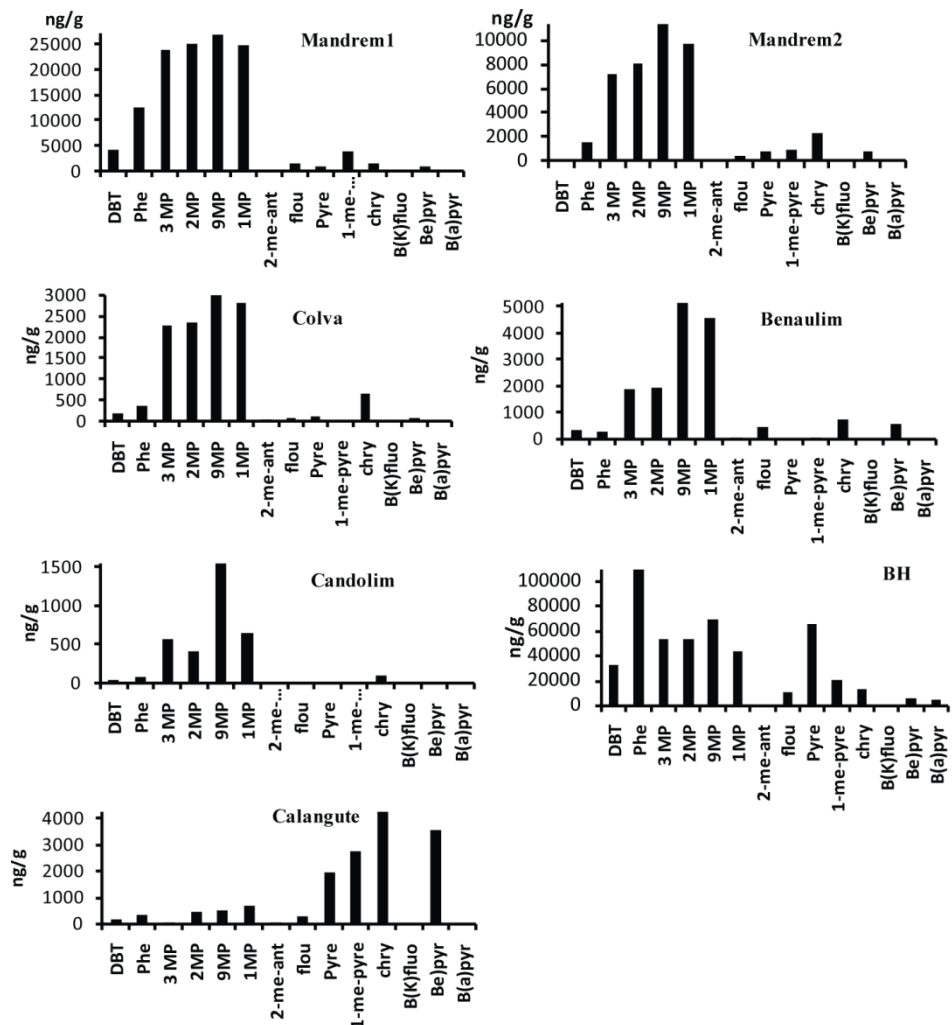 ng/g
Mandrem1
25000
20000
15000
10000
5000
0
DBT
Phe
3 MP
2MP
9MP
1MP
2-me-ant
flou
Pyre
1-me-...
chry
B(K)fluo
Be)pyr
B(a)pyr
ng/g
Mandrem2
10000
8000
6000
4000
2000
0
DBT
Phe
3 MP
2MP
9MP
1MP
2-me-ant
flou
Pyre
1-me-pyre
chry
B(K)fluo
Be)pyr
B(a)pyr
Colva
ng/g
3000
2500
2000
1500
1000
500
0
DBT
Phe
3 MP
2MP
9MP
1MP
2-me-ant
flou
Pyre
1-me-pyre
chry
B(K)fluo
Be)pyr
B(a)pyr
Benaulim
ng/g
5000
4000
3000
2000
1000
0
DBT
Phe
3 MP
2MP
9MP
1MP
2-me-ant
flou
Pyre
1-me-pyre
chry
B(K)fluo
Be)pyr
B(a)pyr
Candolim
ng/g
1500
1000
500
0
DBT
Phe
3 MP
2MP
9MP
1MP
2-me-...
flou
Pyre
1-me-...
chry
B(K)fluo
Be)pyr
B(a)pyr
BH
ng/g
100000
80000
60000
40000
20000
0
DBT
Phe
3 MP
2MP
9MP
1MP
2-me-ant
flou
Pyre
1-me-pyre
chry
B(K)fluo
Be)pyr
B(a)pyr
Calangute
ng/g
4000
3000
2000
1000
0
DBT
Phe
3 MP
2MP
9MP
1MP
2-me-ant
flou
Pyre
1-me-pyre
chry
B(K)fluo
Be)pyr
B(a)pyr